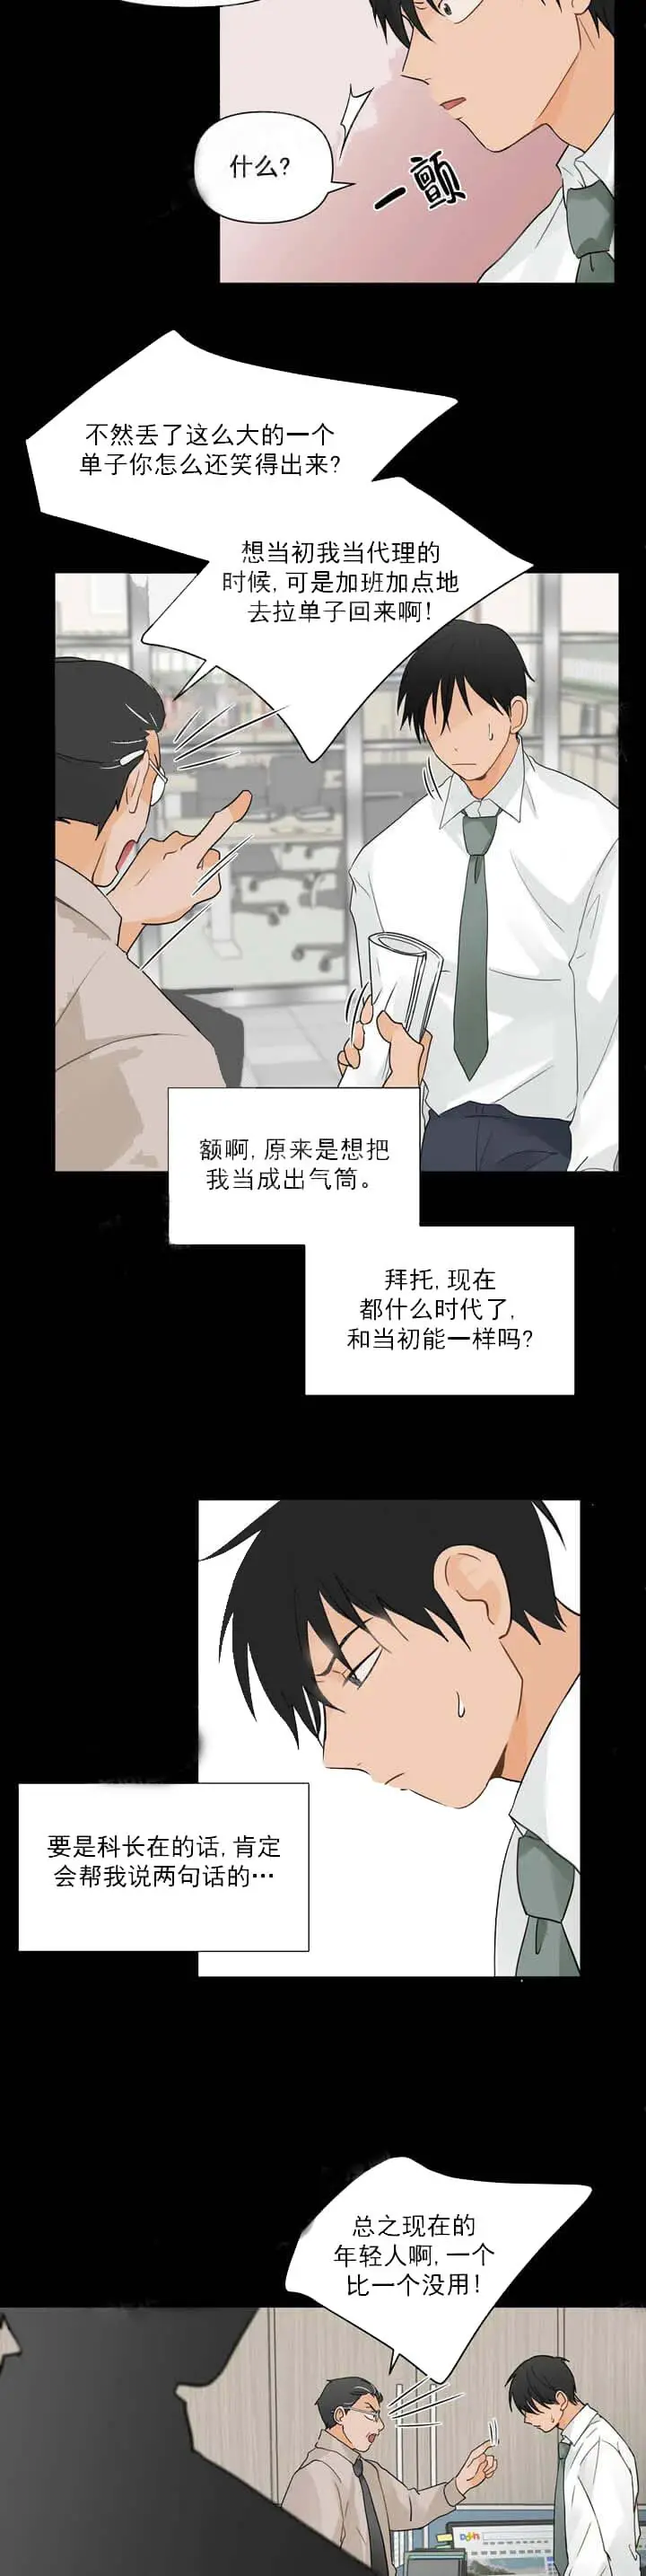 什么?
一颤
不然丢了这么大的一个
单子你怎么还笑得出来?
想当初我当代理的
时候,可是加班加点地
去拉单子回来啊!
额啊,原来是想把
我当成出气筒。
拜托,现在
都什么时代了,
和当初能一样吗?
要是科长在的话,肯定
会帮我说两句话的…
总之现在的
年轻人啊,一个
比一个没用!